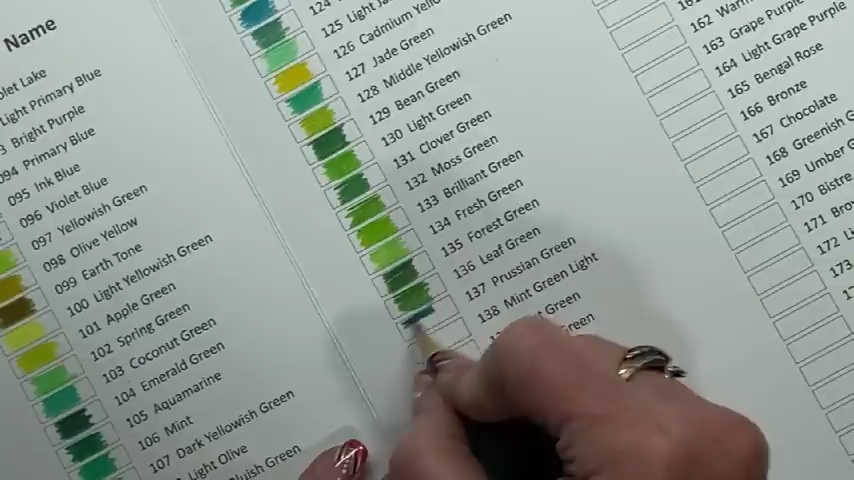 Name
olet Lake
Light Primary Blue
3 Bright Purple
094 Primary Blue
095 Ink Blue
096 Violet Blue
097 Yellowish Green
098 Olive Yellow
099 Earth Tone
100 Light Yellowish Green
101 Apple Green
102 Spring Green
103 Coconut Green
104 Emerald Green
105 Aquamarine
106 Mint
107 Dark Yellowish Green
Light Olive
uish Green
124
125 Light
126 Cadmium Yello
127 Jade Green
128 Middle Yellowish Green
129 Bean Green
130 Light Green
131 Clover Green
132 Moss Green
133 Brilliant Green
134 Fresh Green
135 Forest Green
136 Leaf Green
137 Prussian Green
138 Mint Green Light
Green
162 Warm
163 Grape Purple
164 Light Grape Purple
165 Bengal Rose
166 Bronze
167 Chocolate
168 Greenish G
169 Umber
170 Bistre
171 Brow
172 Li
173